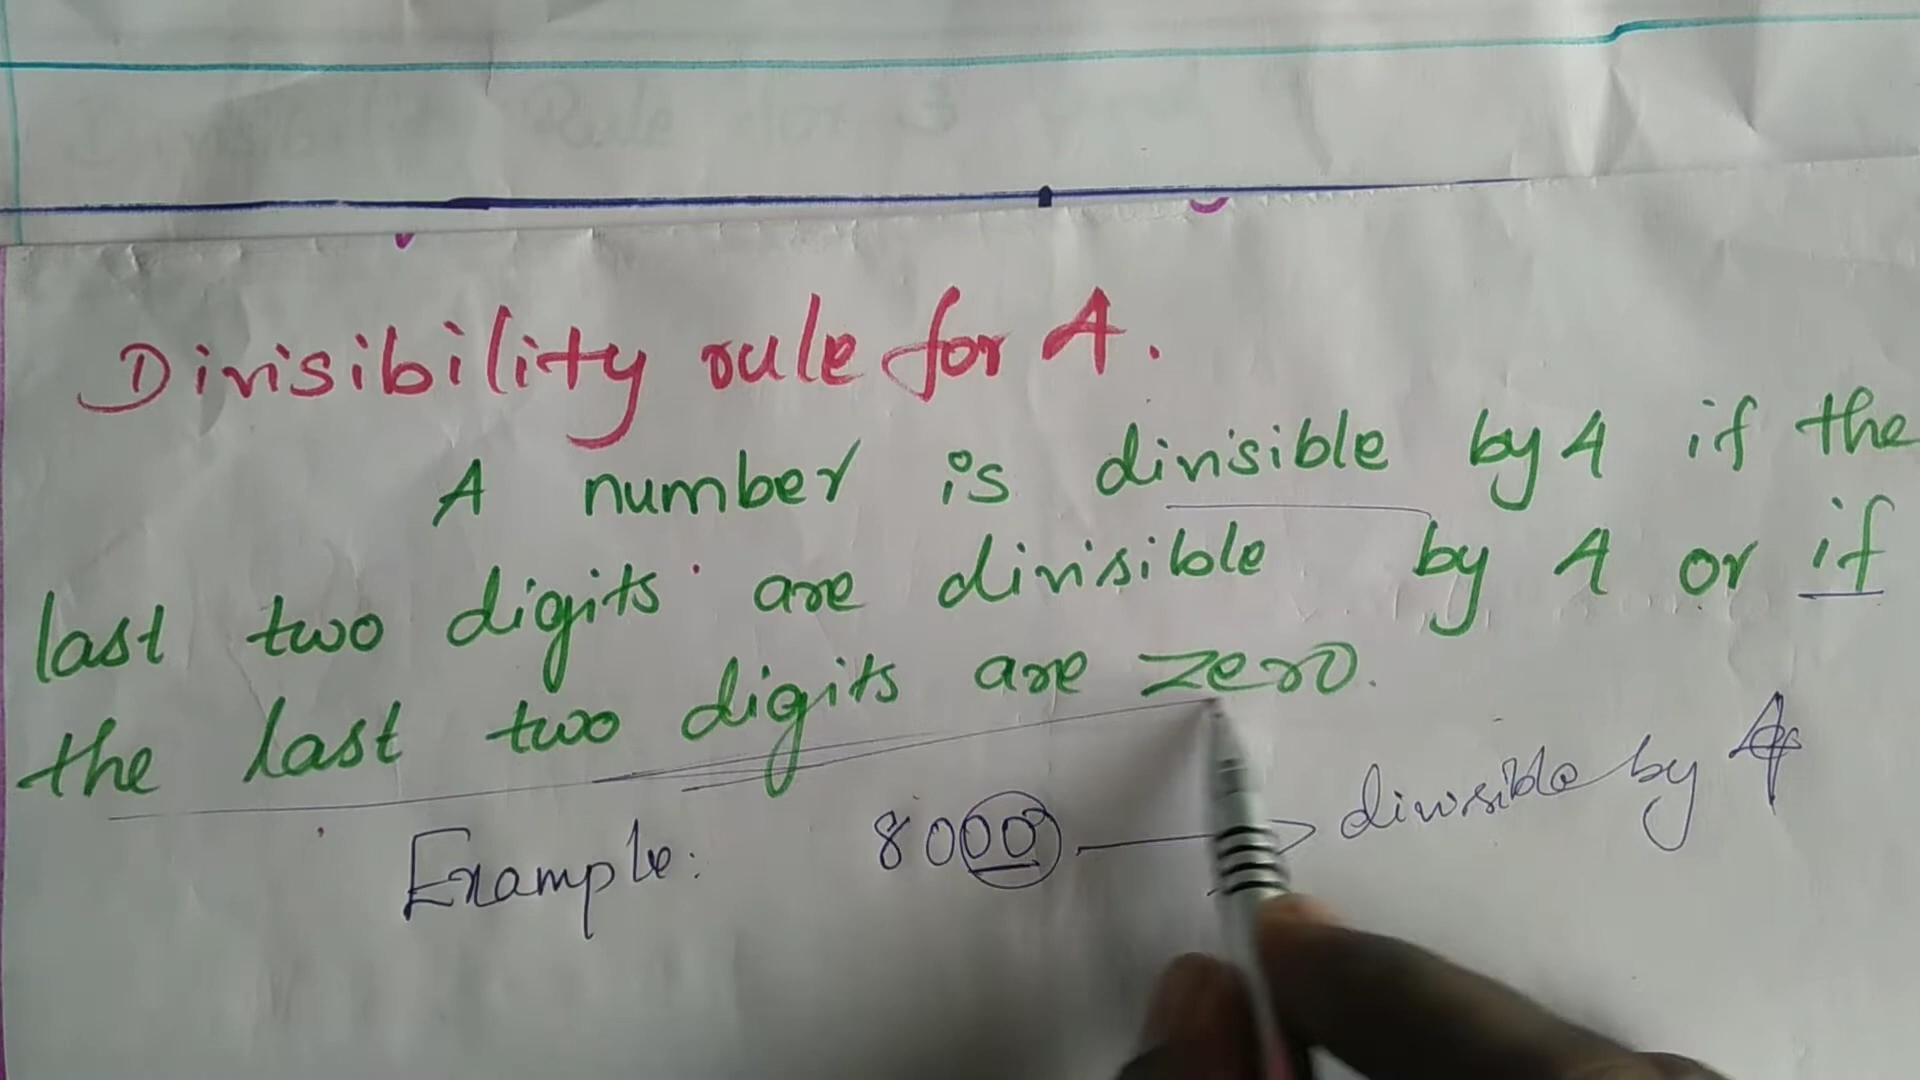 Divisibility rule for 4.
A number is divisible by 4 if the
last two digits are divisible by 4 or if
the last two digits are zero.
Example: 8000 → divisible by 4